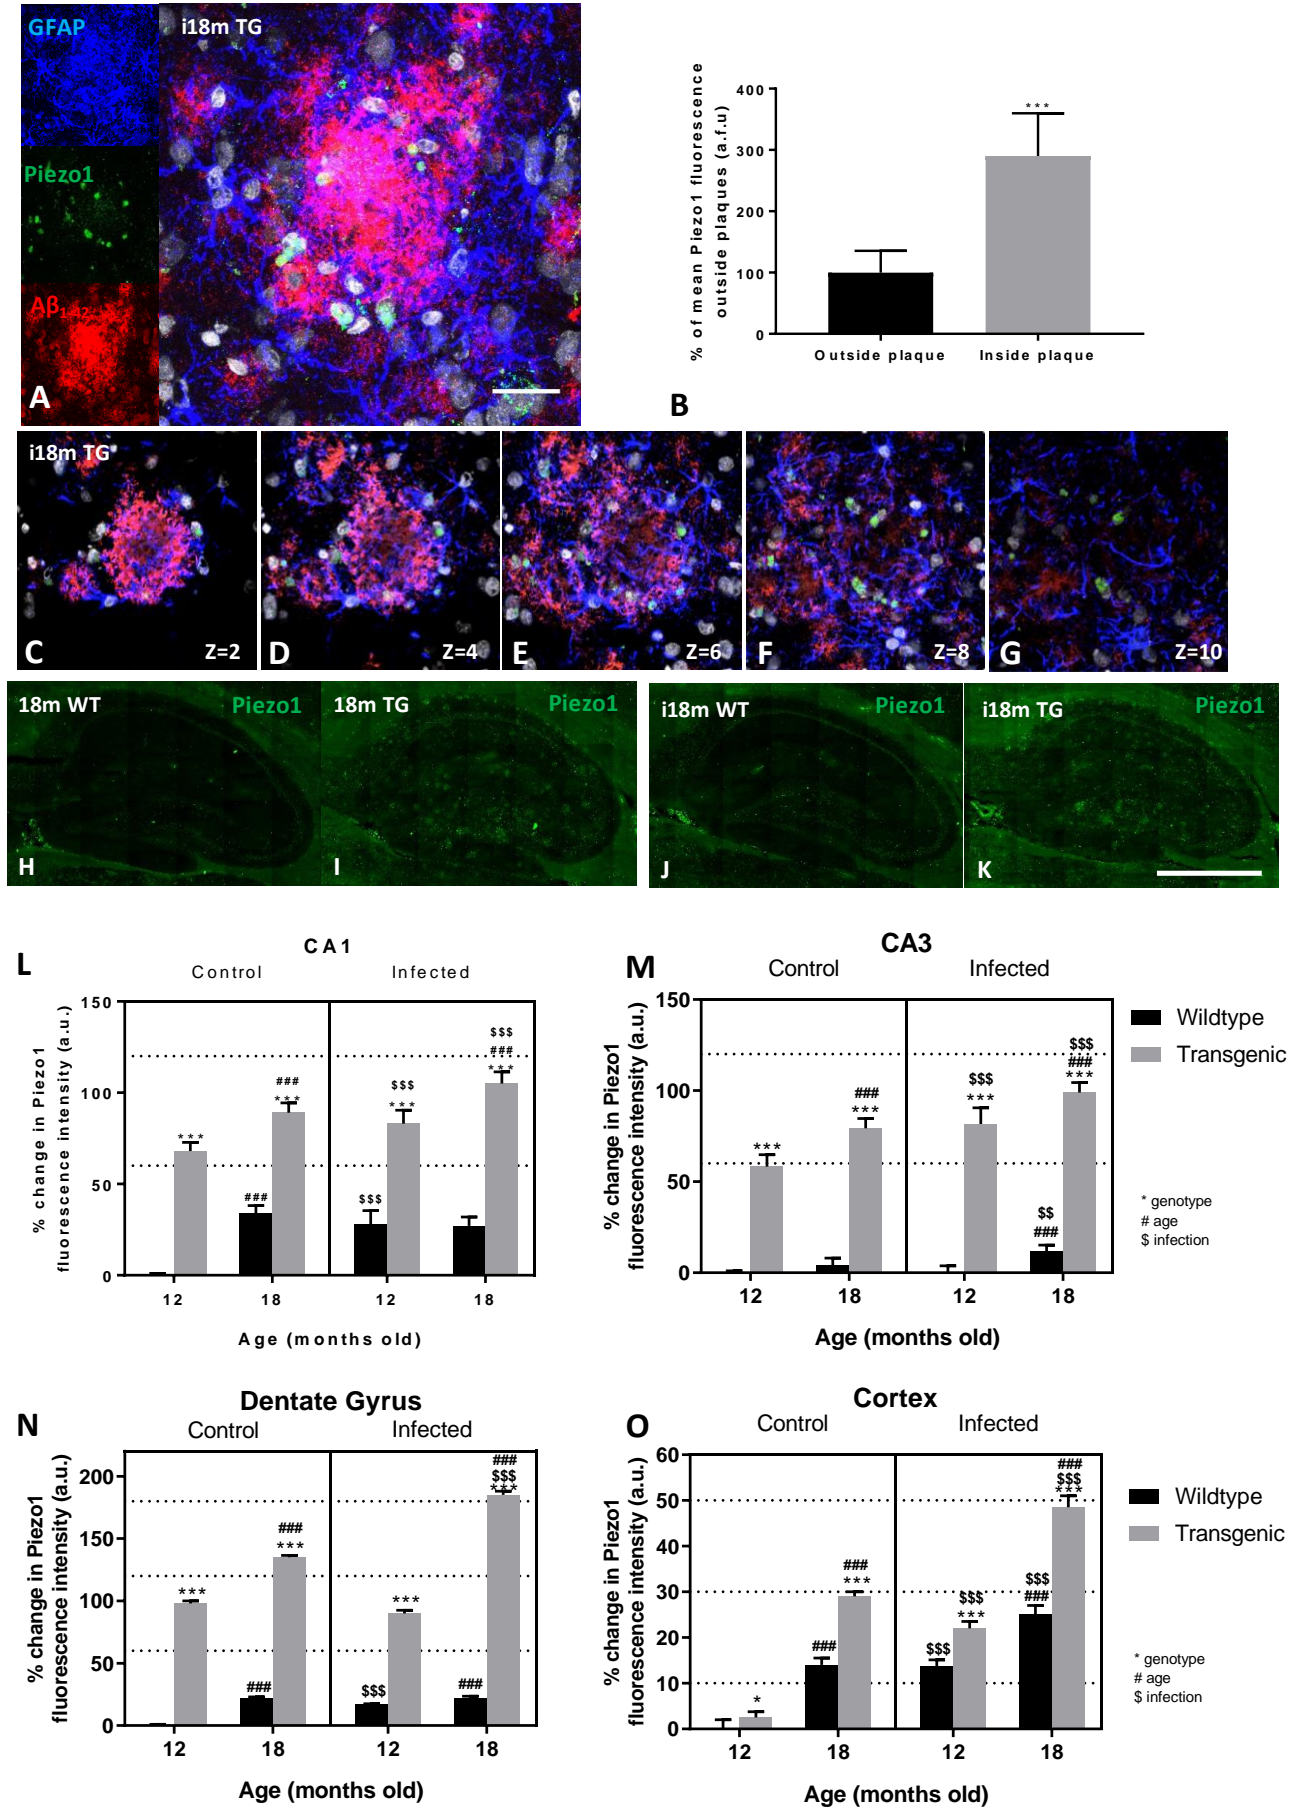 GFAP
i18m TG
Piezo1
Aβ1-42
A
% of mean Piezo1 fluorescence
outside plaques (a.f.u)
400
300
200
100
0
***
Outside plaque
Inside plaque
B
i18m TG
C
Z=2
D
Z=4
E
Z=6
F
Z=8
G
Z=10
18m WT
Piezo1
H
18m TG
Piezo1
I
i18m WT
Piezo1
J
i18m TG
Piezo1
K
L
CA1
Control
Infected
% change in Piezo1
fluorescence intensity (a.u.)
150
100
50
0
***
###
###
***
$$$
$$$
***
$$$
###
***
12
18
12
18
Age (months old)
M
CA3
Control
Infected
% change in Piezo1
fluorescence intensity (a.u.)
150
100
50
0
***
###
***
$$$
***
$$
###
$$$
###
***
12
18
12
18
Age (months old)
Wildtype
Transgenic
* genotype
# age
$ infection
N
Dentate Gyrus
Control
Infected
% change in Piezo1
fluorescence intensity (a.u.)
200
150
100
50
0
***
###
###
***
$$$
***
###
###
$$$
***
12
18
12
18
Age (months old)
O
Cortex
Control
Infected
% change in Piezo1
fluorescence intensity (a.u.)
60
50
40
30
20
10
0
*
###
###
***
$$$
$$$
***
$$$
###
###
$$$
***
12
18
12
18
Age (months old)
Wildtype
Transgenic
* genotype
# age
$ infection